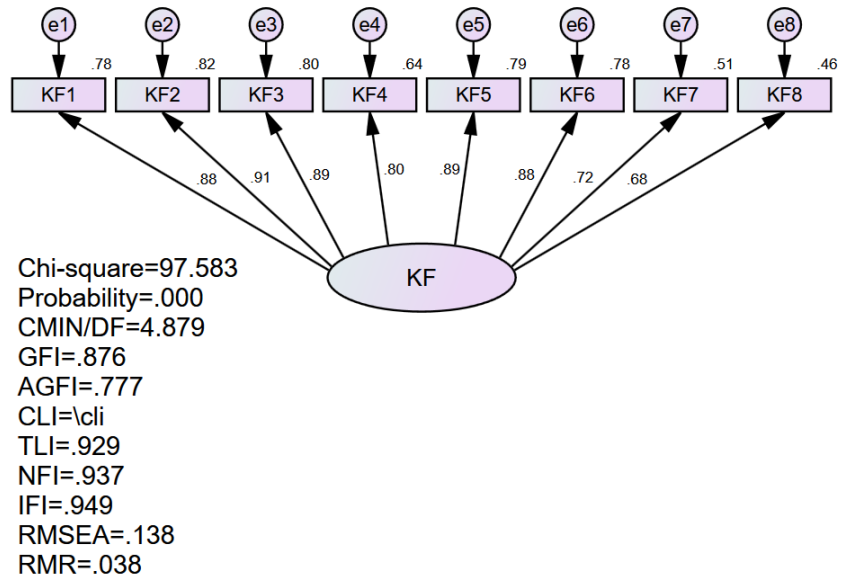 e1 e2 e3 e4 e5 e6 e7 e8
.78 .82 .80 .64 .79 .78 .51 .46
KF1 KF2 KF3 KF4 KF5 KF6 KF7 KF8
.88 .91 .89 .80 .89 .88 .72 .68
KF
Chi-square=97.583
Probability=.000
CMIN/DF=4.879
GFI=.876
AGFI=.777
CLI=\cli
TLI=.929
NFI=.937
IFI=.949
RMSEA=.138
RMR=.038